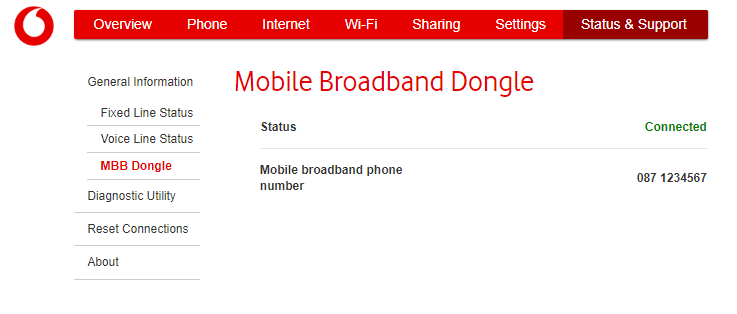 Overview Phone Internet Wi-Fi Sharing Settings Status & Support
General Information
Fixed Line Status
Voice Line Status
MBB Dongle
Diagnostic Utility
Reset Connections
About
Mobile Broadband Dongle
Status Connected
Mobile broadband phone
number
087 1234567